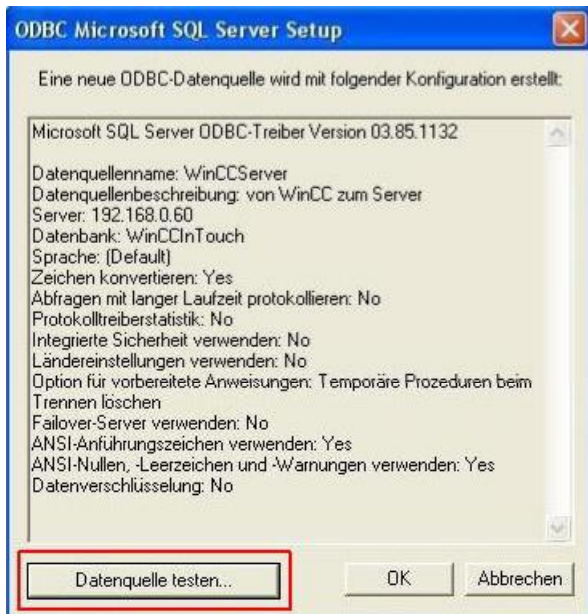 ODBC Microsoft SQL Server Setup
Eine neue ODBC-Datenquelle wird mit folgender Konfiguration erstellt:
Microsoft SQL Server ODBC-Treiber Version 03.85.1132
Datenquellenname: WinCCServer
Datenquellenbeschreibung: von WinCC zum Server
Server: 192.168.0.60
Datenbank: WinCCInTouch
Sprache: (Default)
Zeichen konvertieren: Yes
Abfragen mit langer Laufzeit protokollieren: No
Protokolltreiberstatistik: No
Integrierte Sicherheit verwenden: No
Ländereinstellungen verwenden: No
Option für vorbereitete Anweisungen: Temporäre Prozeduren beim
Trennen löschen
Failover-Server verwenden: No
ANSI-Anführungszeichen verwenden: Yes
ANSI-Nullen, -Leerzeichen und -Warnungen verwenden: Yes
Datenverschlüsselung: No
Datenquelle testen...
OK
Abbrechen